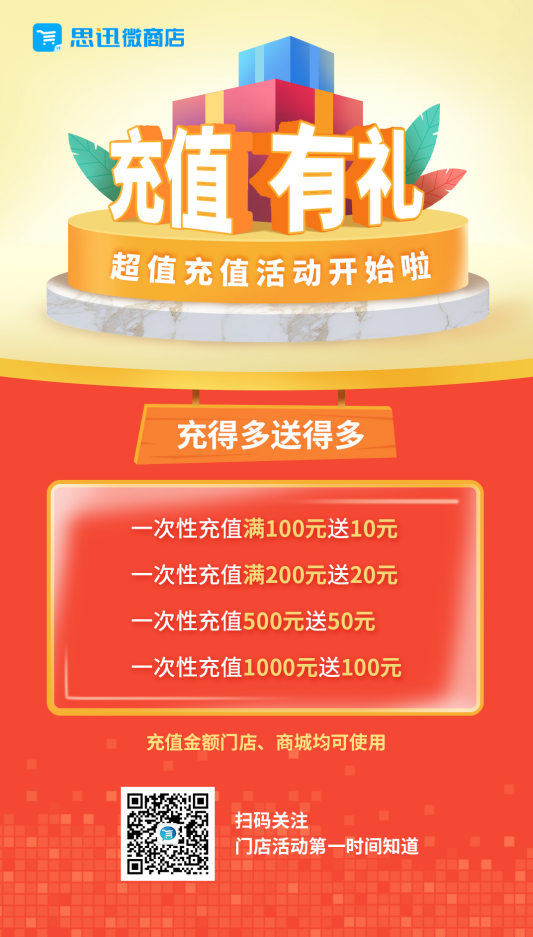 思迅微商店
充值有礼
超值充值活动开始啦
充得多送得多
一次性充值满100元送10元
一次性充值满200元送20元
一次性充值500元送50元
一次性充值1000元送100元
充值金额门店、商城均可使用
扫码关注
门店活动第一时间知道